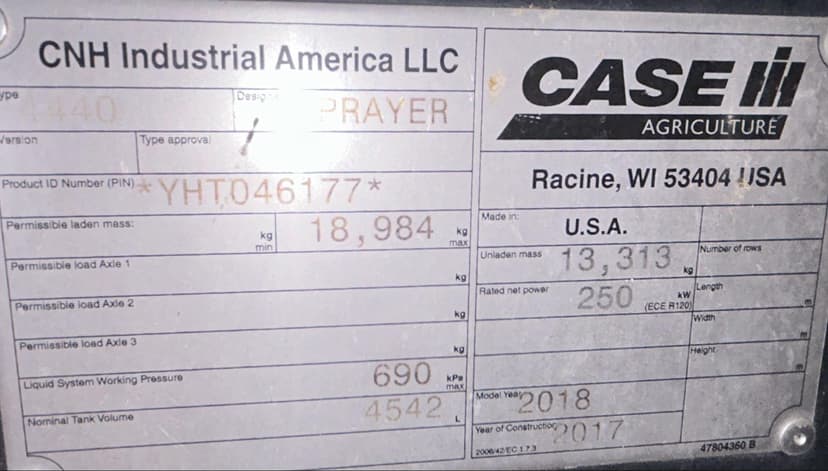 CNH Industrial America LLC
CASE IH
AGRICULTURE
ype
4440
Design
PRAYER
Version
Type approval
Product ID Number (PIN)
*YHT046177*
Racine, WI 53404 USA
Permissible laden mass:
kg
min
18,984
kg
max
Made in:
U.S.A.
Unladen mass
13,313
kg
Number of rows
Permissible load Axle 1
kg
Rated net power
250
kW
(ECE R120)
Length
m
Permissible load Axle 2
kg
Width
m
Permissible load Axle 3
kg
Height
m
Liquid System Working Pressure
690
kPa
max
Model Year
2018
Nominal Tank Volume
4542
L
Year of Construction
2017
2006/42/EC 1.7.3
47804360 B